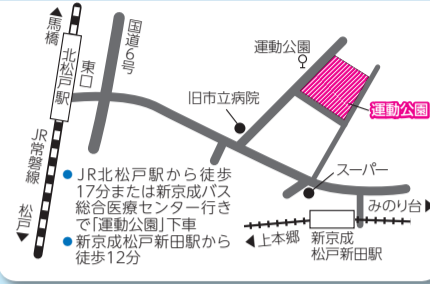 ▲馬橋
北松戸駅
東口
国道6号
JR常磐線
松戸▼
旧市立病院
運動公園
運動公園
スーパー
みのり台▶
◀上本郷
新京成
松戸新田駅
● JR北松戸駅から徒歩
17分または新京成バス
総合医療センター行き
で「運動公園」下車
● 新京成松戸新田駅から
徒歩12分